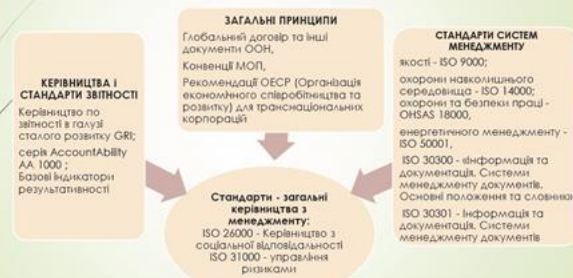 КЕРІВНИЦТВА І
СТАНДАРТИ ЗВІТНОСТІ
Керівництво по
звітності в галузі
сталого розвитку GRI;
серія AccountAbility
АА 1000 ;
Базові індикатори
результативності
ЗАГАЛЬНІ ПРИНЦИПИ
Глобальний договір та інші
документи ООН,
Конвенції МОП,
Рекомендації ОЕСР (Організація
економічного співробітництва та
розвитку) для транснаціональних
корпорацій
СТАНДАРТИ СИСТЕМ
МЕНЕДЖМЕНТУ
якості - ISO 9000;
охорони навколишнього
середовища - ISO 14000;
охорони та безпеки праці -
OHSAS 18000,
енергетичного менеджменту -
ISO 50001,
ISO 30300 - «Інформація та
документація. Системи
менеджменту документів.
Основні положення та словник»
ISO 30301 - Інформація та
документація. Системи
менеджменту документів
Стандарти - загальні
керівництва з
менеджменту:
ISO 26000 - Керівництво з
соціальної відповідальності
ISO 31000 - управління
ризиками